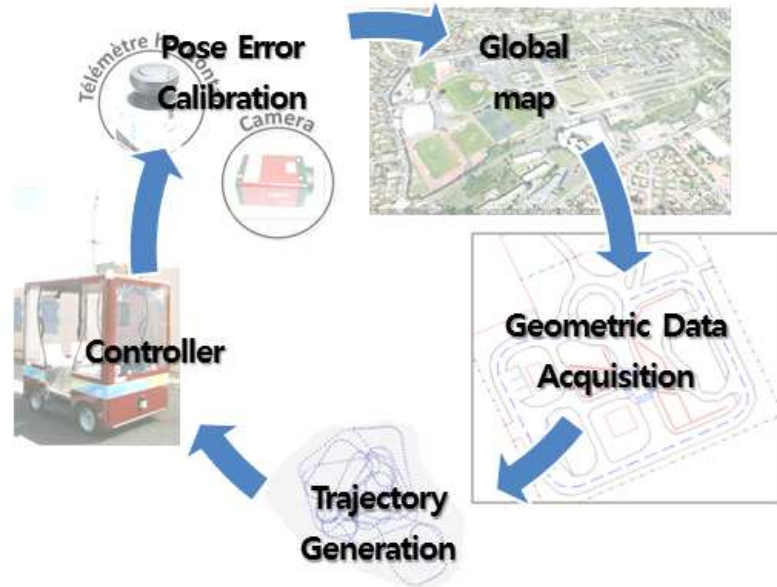 Pose Error
Calibration
Global
map
Camera
Geometric Data
Acquisition
Controller
Trajectory
Generation
Télémètre